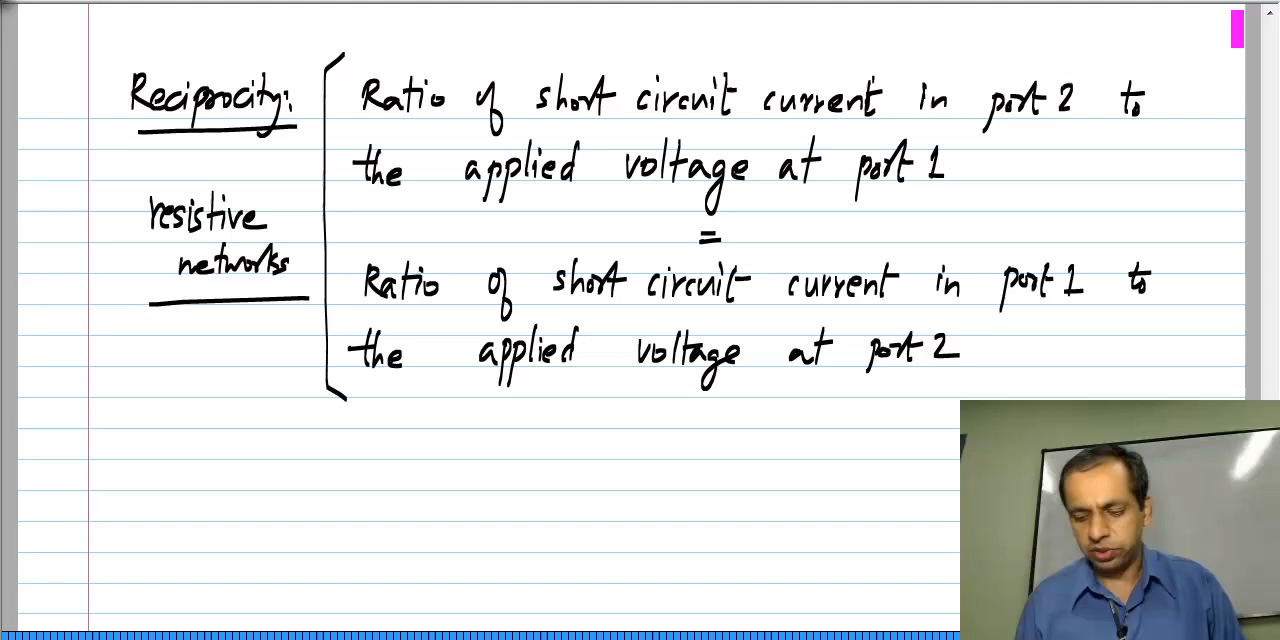 Reciprocity:
resistive
networks
Ratio of short circuit current in port 2 to
the applied voltage at port 1
=
Ratio of short circuit current in port 1 to
the applied voltage at port 2